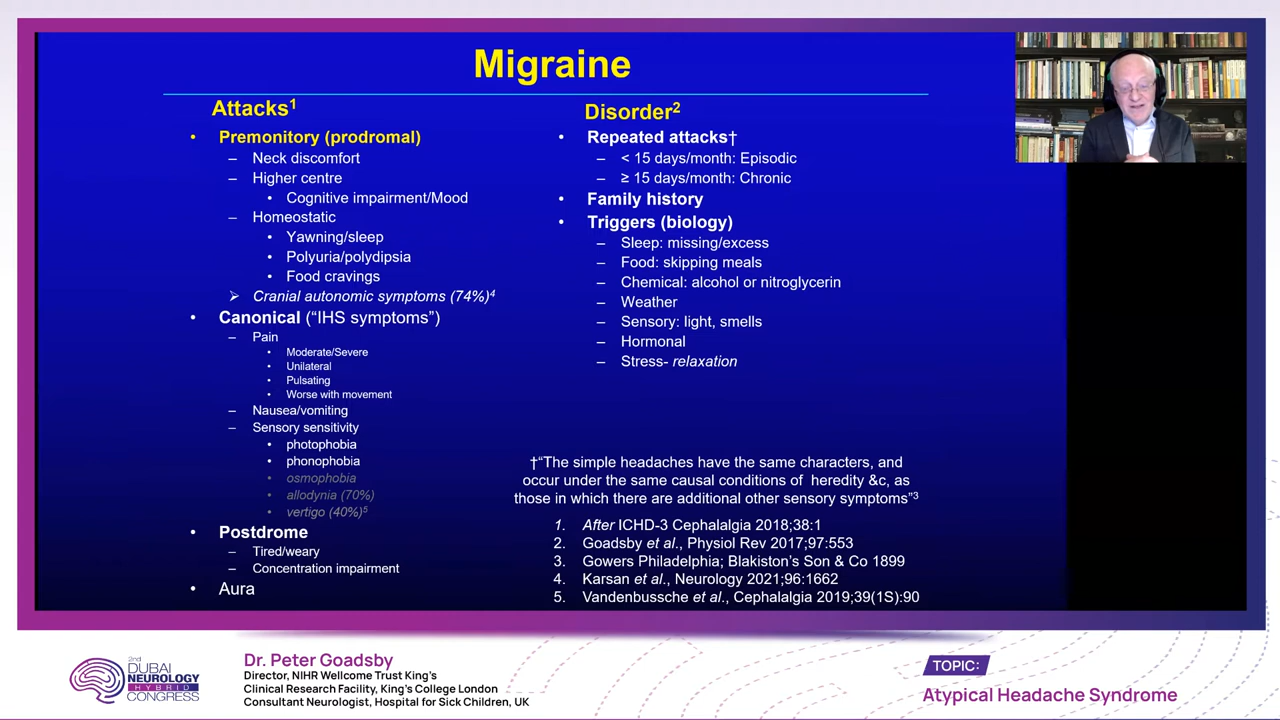 Migraine
Attacks1
• Premonitory (prodromal)
– Neck discomfort
– Higher centre
• Cognitive impairment/Mood
– Homeostatic
• Yawning/sleep
• Polyuria/polydipsia
• Food cravings
➢ Cranial autonomic symptoms (74%)4
• Canonical (“IHS symptoms”)
– Pain
• Moderate/Severe
• Unilateral
• Pulsating
• Worse with movement
– Nausea/vomiting
– Sensory sensitivity
• photophobia
• phonophobia
• osmophobia
• allodynia (70%)
• vertigo (40%)5
• Postdrome
– Tired/weary
– Concentration impairment
• Aura
Disorder2
• Repeated attacks†
– < 15 days/month: Episodic
– ≥ 15 days/month: Chronic
• Family history
• Triggers (biology)
– Sleep: missing/excess
– Food: skipping meals
– Chemical: alcohol or nitroglycerin
– Weather
– Sensory: light, smells
– Hormonal
– Stress- relaxation
†“The simple headaches have the same characters, and
occur under the same causal conditions of heredity &c, as
those in which there are additional other sensory symptoms”3
1. After ICHD-3 Cephalalgia 2018;38:1
2. Goadsby et al., Physiol Rev 2017;97:553
3. Gowers Philadelphia; Blakiston’s Son & Co 1899
4. Karsan et al., Neurology 2021;96:1662
5. Vandenbussche et al., Cephalalgia 2019;39(1S):90
2nd
DUBAI
NEUROLOGY
HYBRID
CONGRESS
Dr. Peter Goadsby
Director, NIHR Wellcome Trust King's
Clinical Research Facility, King's College London
Consultant Neurologist, Hospital for Sick Children, UK
TOPIC:
Atypical Headache Syndrome